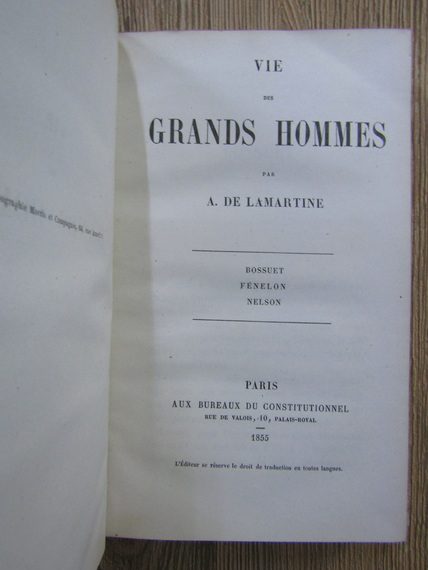 VIE
DES
GRANDS HOMMES
PAR
A. DE LAMARTINE
BOSSUET
FÉNELON
NELSON
PARIS
AUX BUREAUX DU CONSTITUTIONNEL
RUE DE VALOIS, 10, PALAIS-ROYAL
1855
L'Éditeur se réserve le droit de traduction en toutes langues.